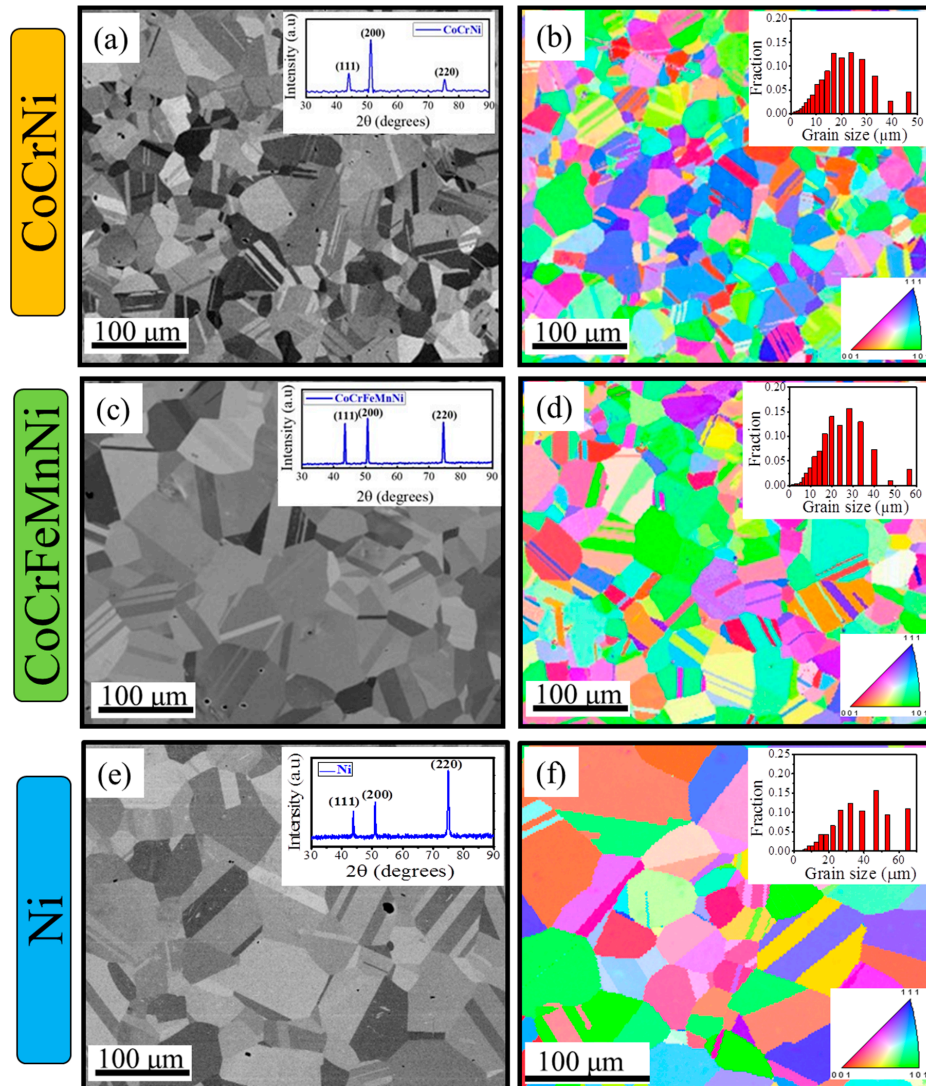 CoCrNi
(a)
Intensity (a.u)
CoCrNi
(111)
(200)
(220)
30 40 50 60 70 80 90
2θ (degrees)
100 μm
(b)
Fraction
0.20
0.15
0.10
0.05
0.00
0 10 20 30 40 50
Grain size (µm)
111
001
10
100 μm
CoCrFeMnNi
(c)
Intensity (a.u)
CoCrFeMnNi
(111)
(200)
(220)
30 40 50 60 70 80 90
2θ (degrees)
100 μm
(d)
Fraction
0.20
0.15
0.10
0.05
0.00
0 10 20 30 40 50 60
Grain size (µm)
111
001
101
100 μm
Ni
(e)
Intensity (a.u)
Ni
(111)
(200)
(220)
30 40 50 60 70 80 90
2θ (degrees)
100 μm
(f)
Fraction
0.25
0.20
0.15
0.10
0.05
0.00
0 20 40 60
Grain size (µm)
111
001
101
100 μm